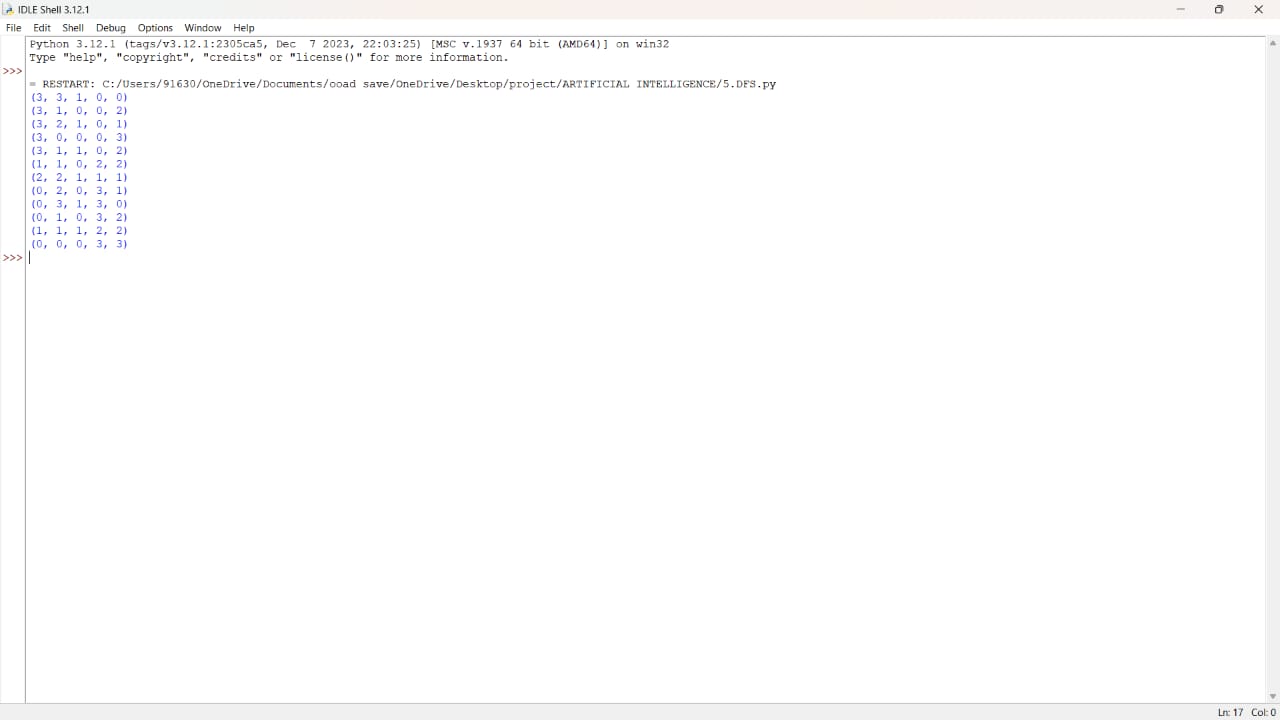 IDLE Shell 3.12.1
File Edit Shell Debug Options Window Help
Python 3.12.1 (tags/v3.12.1:2305ca5, Dec  7 2023, 22:03:25) [MSC v.1937 64 bit (AMD64)] on win32
Type "help", "copyright", "credits" or "license()" for more information.
>>>
= RESTART: C:/Users/91630/OneDrive/Documents/ooad save/OneDrive/Desktop/project/ARTIFICIAL INTELLIGENCE/5.DFS.py
(3, 3, 1, 0, 0)
(3, 1, 0, 0, 2)
(3, 2, 1, 0, 1)
(3, 0, 0, 0, 3)
(3, 1, 1, 0, 2)
(1, 1, 0, 2, 2)
(2, 2, 1, 1, 1)
(0, 2, 0, 3, 1)
(0, 3, 1, 3, 0)
(0, 1, 0, 3, 2)
(1, 1, 1, 2, 2)
(0, 0, 0, 3, 3)
>>>
Ln: 17 Col: 0